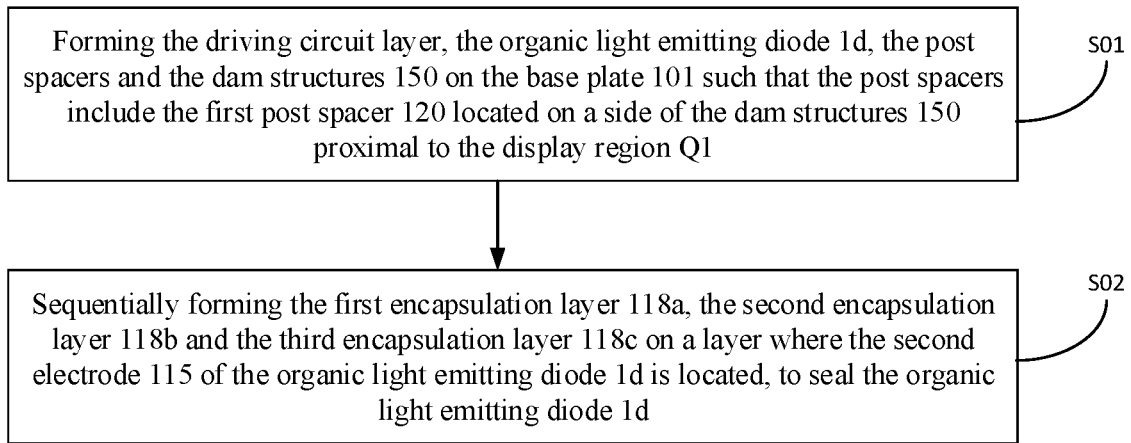 Forming the driving circuit layer, the organic light emitting diode 1d, the post
spacers and the dam structures 150 on the base plate 101 such that the post spacers
include the first post spacer 120 located on a side of the dam structures 150
proximal to the display region Q1
S01
Sequentially forming the first encapsulation layer 118a, the second encapsulation
layer 118b and the third encapsulation layer 118c on a layer where the second
electrode 115 of the organic light emitting diode 1d is located, to seal the organic
light emitting diode 1d
S02